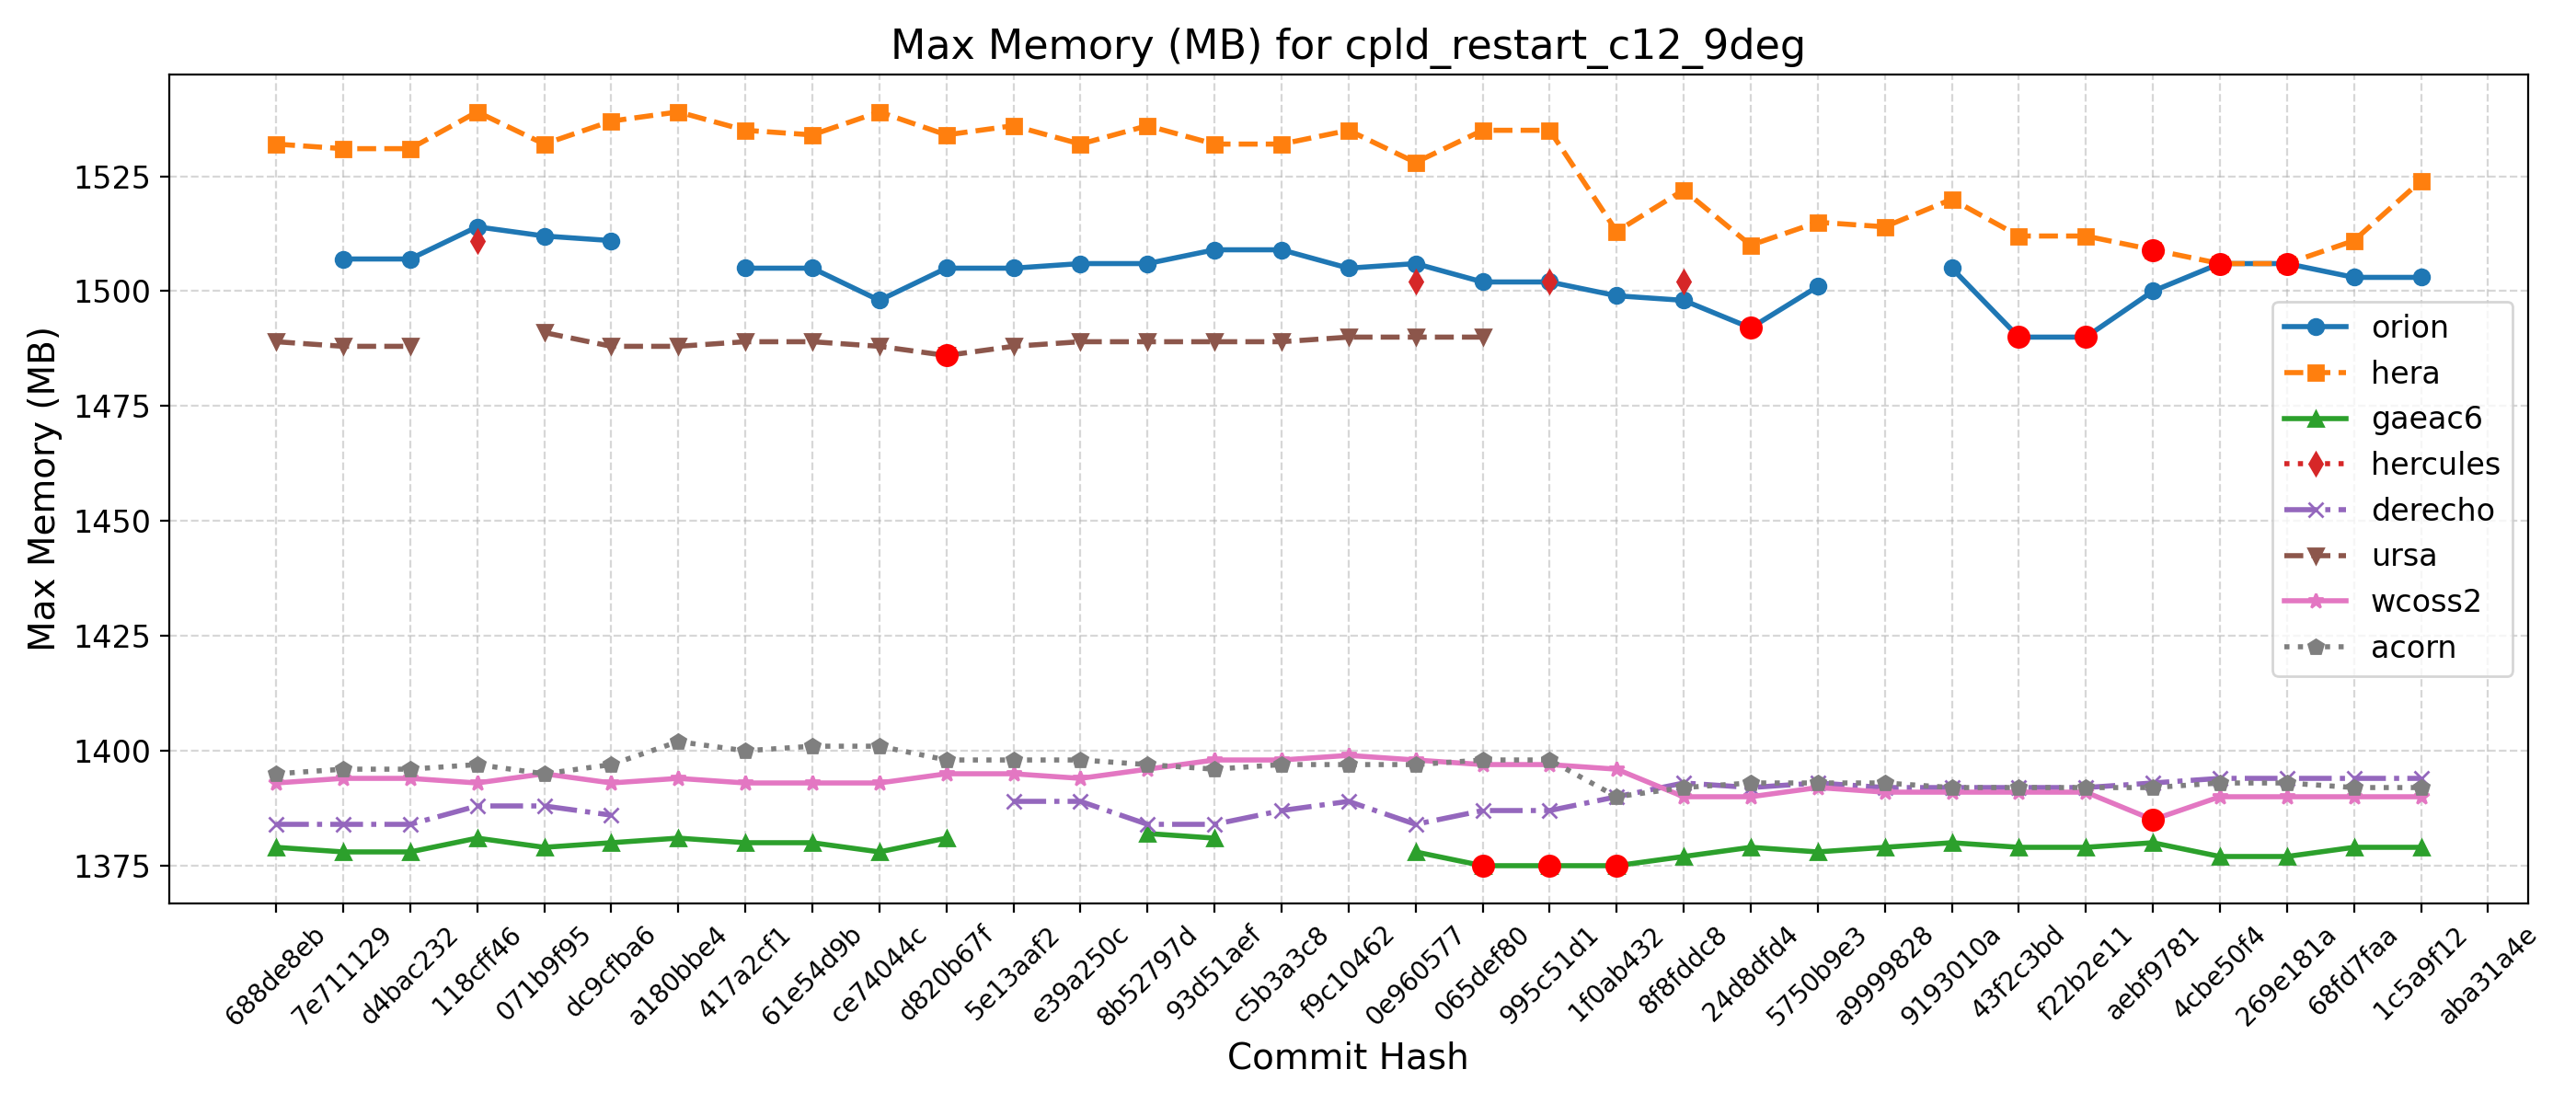 Max Memory (MB) for cpld_restart_c12_9deg
Max Memory (MB)
1525
1500
1475
1450
1425
1400
1375
orion
hera
gaeac6
hercules
derecho
ursa
wcoss2
acorn
688de8eb
7e711129
d4bac232
118cff46
071b9f95
dc9cfba6
a180bbe4
417a2cf1
61e54d9b
ce74044c
d820b67f
5e13aaf2
e39a250c
8b52797d
93d51aef
c5b3a3c8
f9c10462
0e960577
065def80
995c51d1
1f0ab432
8f8fddc8
24d8dfd4
5750b9e3
a9999828
9193010a
43f2c3bd
f22b2e11
aebf9781
4cbe50f4
269e181a
68fd7faa
1c5a9f12
aba31a4e
Commit Hash